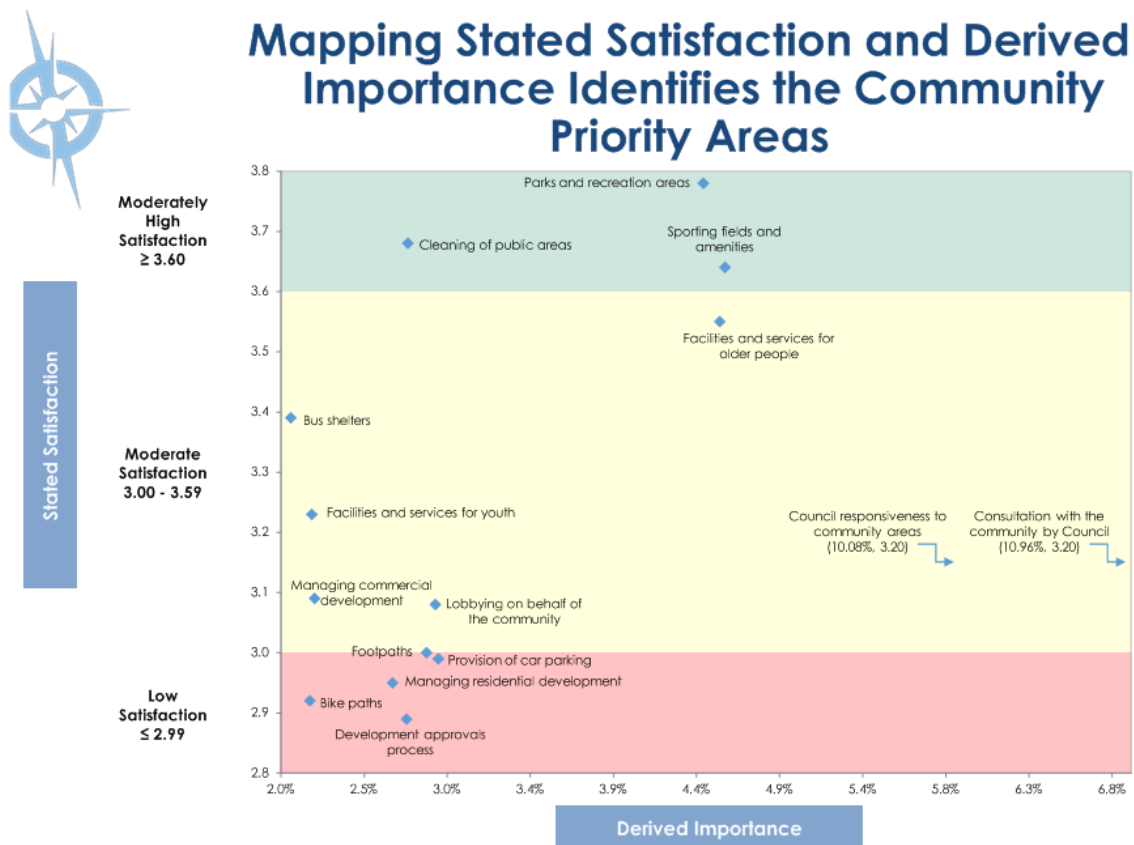 Mapping Stated Satisfaction and Derived
Importance Identifies the Community
Priority Areas
Moderately
High
Satisfaction
≥ 3.60
Stated Satisfaction
Moderate
Satisfaction
3.00 - 3.59
Low
Satisfaction
≤ 2.99
3.8
3.7
3.6
3.5
3.4
3.3
3.2
3.1
3.0
2.9
2.8
Parks and recreation areas
Cleaning of public areas
Sporting fields and
amenities
Facilities and services for
older people
Bus shelters
Facilities and services for youth
Council responsiveness to
community areas
(10.08%, 3.20)
Consultation with the
community by Council
(10.96%, 3.20)
Managing commercial
development
Lobbying on behalf of
the community
Footpaths
Provision of car parking
Managing residential development
Bike paths
Development approvals
process
2.0%
2.5%
3.0%
3.4%
3.9%
4.4%
4.9%
5.4%
5.8%
6.3%
6.8%
Derived Importance